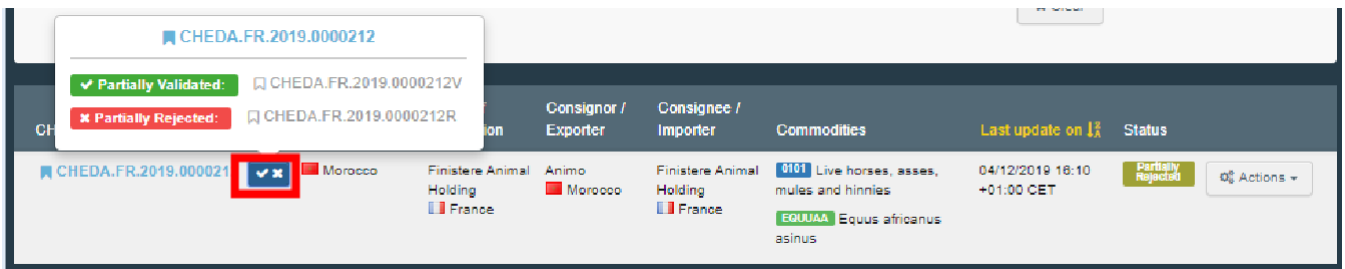 CHEDA.FR.2019.0000212
Partially Validated: CHEDA.FR.2019.0000212V
Partially Rejected: CHEDA.FR.2019.0000212R
CH
ion
Consignor /
Exporter
Consignee /
Importer
Commodities
Last update on
Status
CHEDA.FR.2019.000021
Morocco
Finistere Animal
Holding
France
Animo
Morocco
Finistere Animal
Holding
France
0101 Live horses, asses,
mules and hinnies
EQUUAA Equus africanus
asinus
04/12/2019 16:10
+01:00 CET
Partially
Rejected
Actions